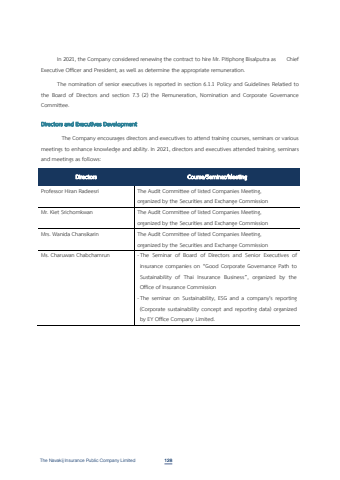 In 2021, the Company considered renewing the contract to hire Mr. Pitiphong Bisalputra as Chief
Executive Officer and President, as well as determine the appropriate remuneration.
The nomination of senior executives is reported in section 6.1.1 Policy and Guidelines Relatied to
the Board of Directors and section 7.3 (2) the Remuneration, Nomination and Corporate Governance
Committee.
Directors and Executives Development
The Company encourages directors and executives to attend training courses, seminars or various
meetings to enhance knowledge and ability. In 2021, directors and executives attended training, seminars
and meetings as follows:
Directors Course/Seminar/Meeting
Professor Hiran Radeesri The Audit Committee of listed Companies Meeting,
organized by the Securities and Exchange Commission
Mr. Kiet Srichomkwan The Audit Committee of listed Companies Meeting,
organized by the Securities and Exchange Commission
Mrs. Wanida Chansikarin The Audit Committee of listed Companies Meeting,
organized by the Securities and Exchange Commission
Ms. Charuwan Chabchamrun - The Seminar of Board of Directors and Senior Executives of
insurance companies on "Good Corporate Governance Path to
Sustainability of Thai Insurance Business", organized by the
Office of Insurance Commission
- The seminar on Sustainability, ESG and a company's reporting
(Corporate sustainability concept and reporting data) organized
by EY Office Company Limited.
The Navakij Insurance Public Company Limited 128